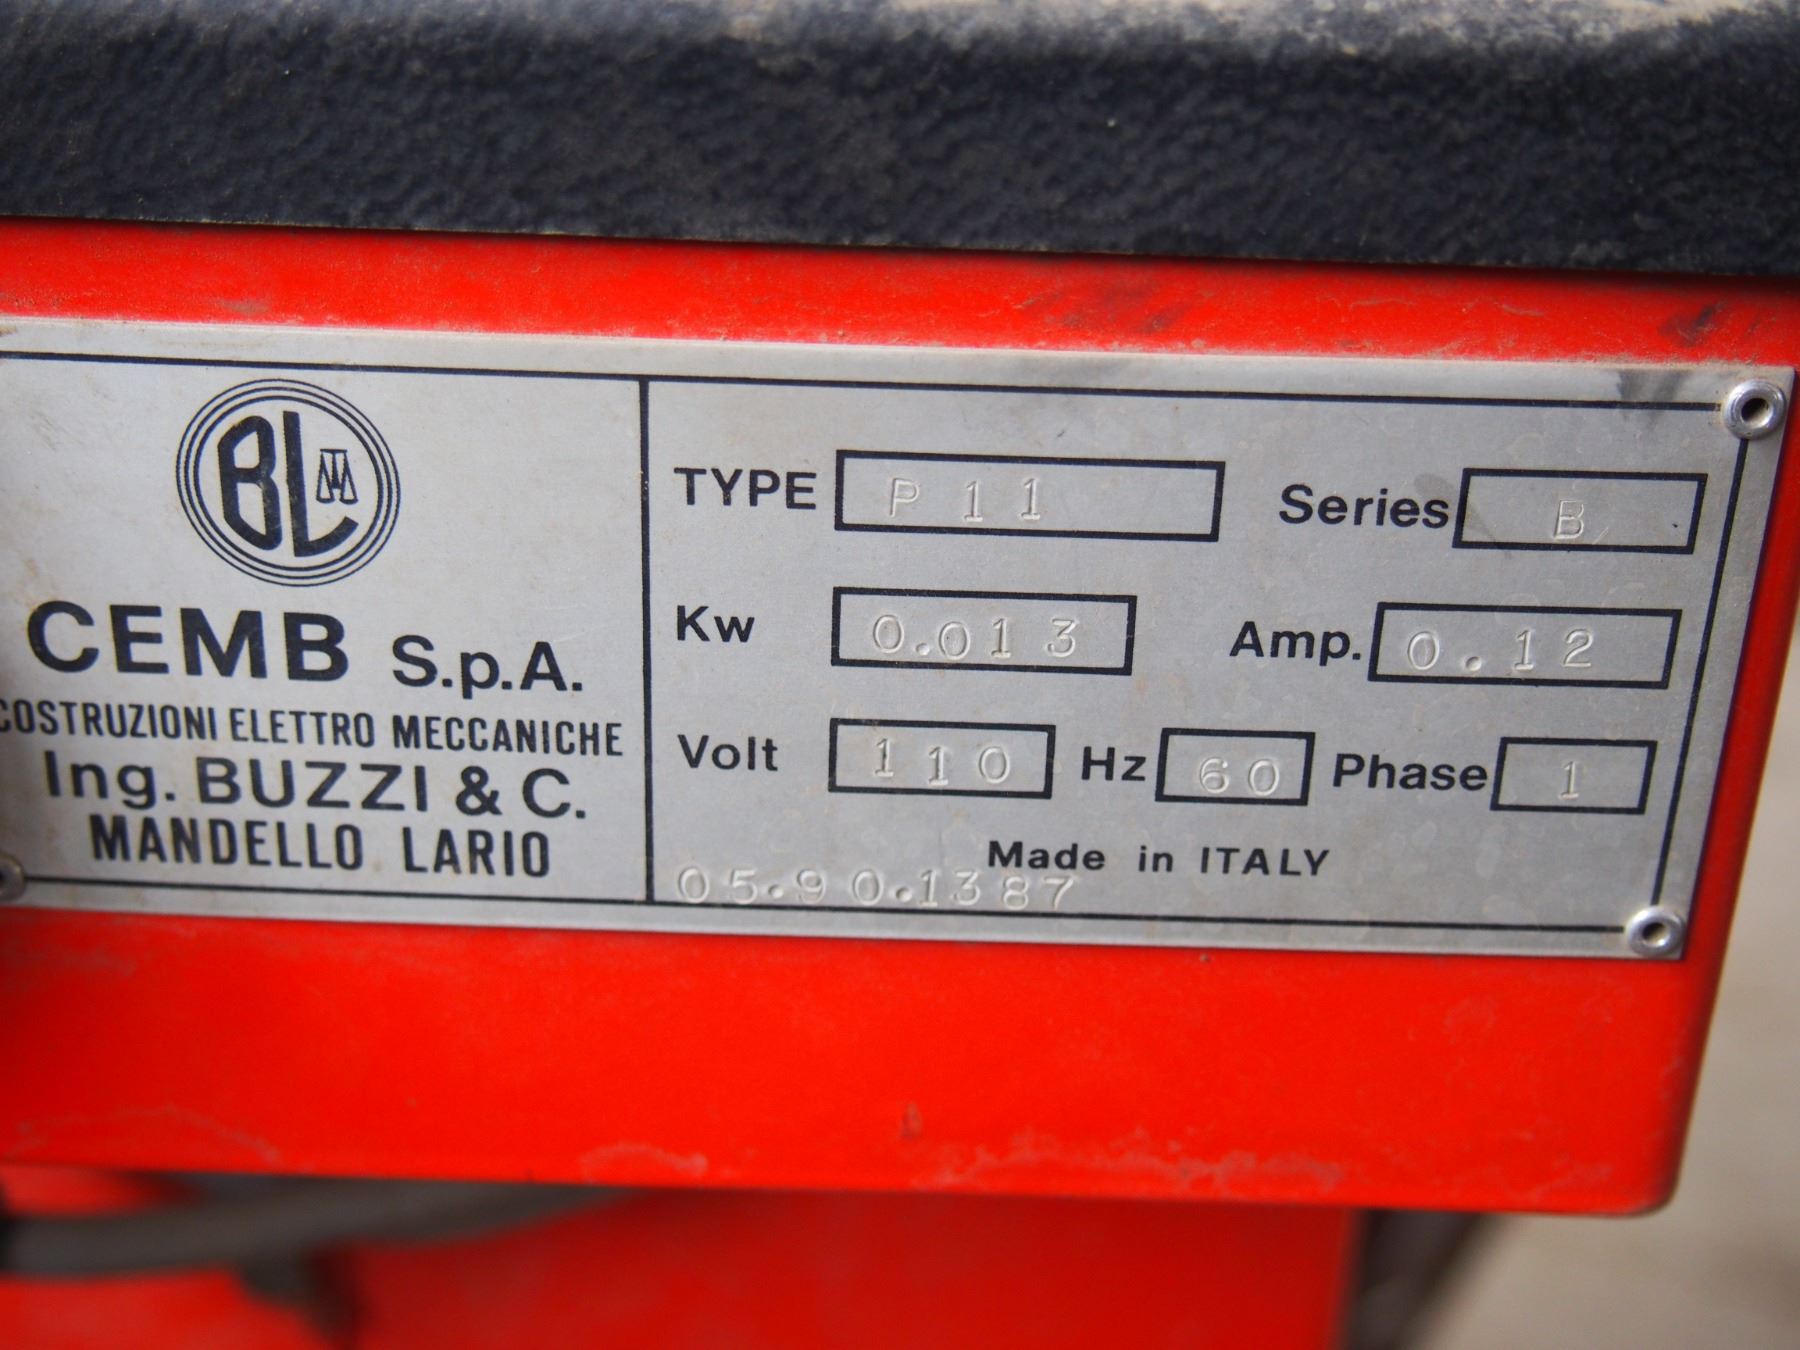 BL
CEMB S.p.A.
COSTRUZIONI ELETTRO MECCANICHE
Ing. BUZZI & C.
MANDELLO LARIO
TYPE P11 Series B
Kw 0.013 Amp. 0.12
Volt 110 Hz 60 Phase 1
Made in ITALY
05.90.1387